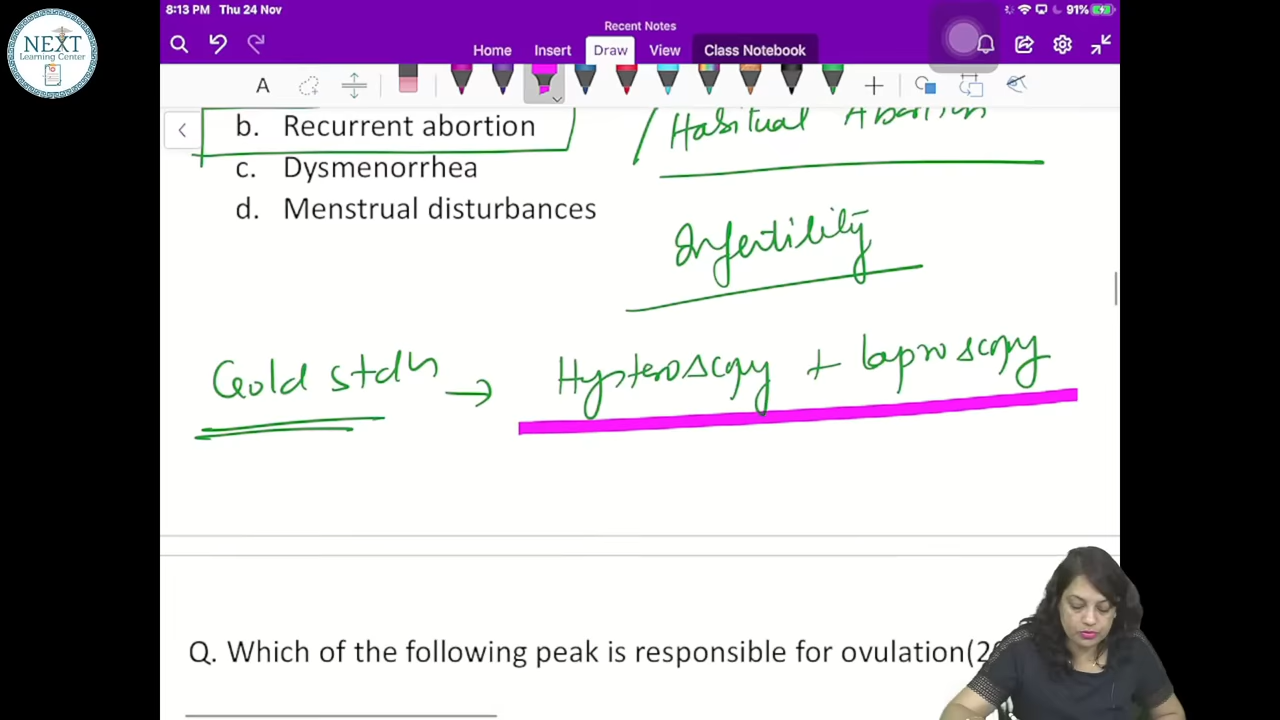 8:13 PM Thu 24 Nov
91%
Recent Notes
NEXT
Learning Center
Home Insert Draw View Class Notebook
A
b. Recurrent abortion
/ Habitual Abortion
c. Dysmenorrhea
d. Menstrual disturbances
Infertility
Gold stdn → Hysteroscopy + laproscopy
Q. Which of the following peak is responsible for ovulation(2